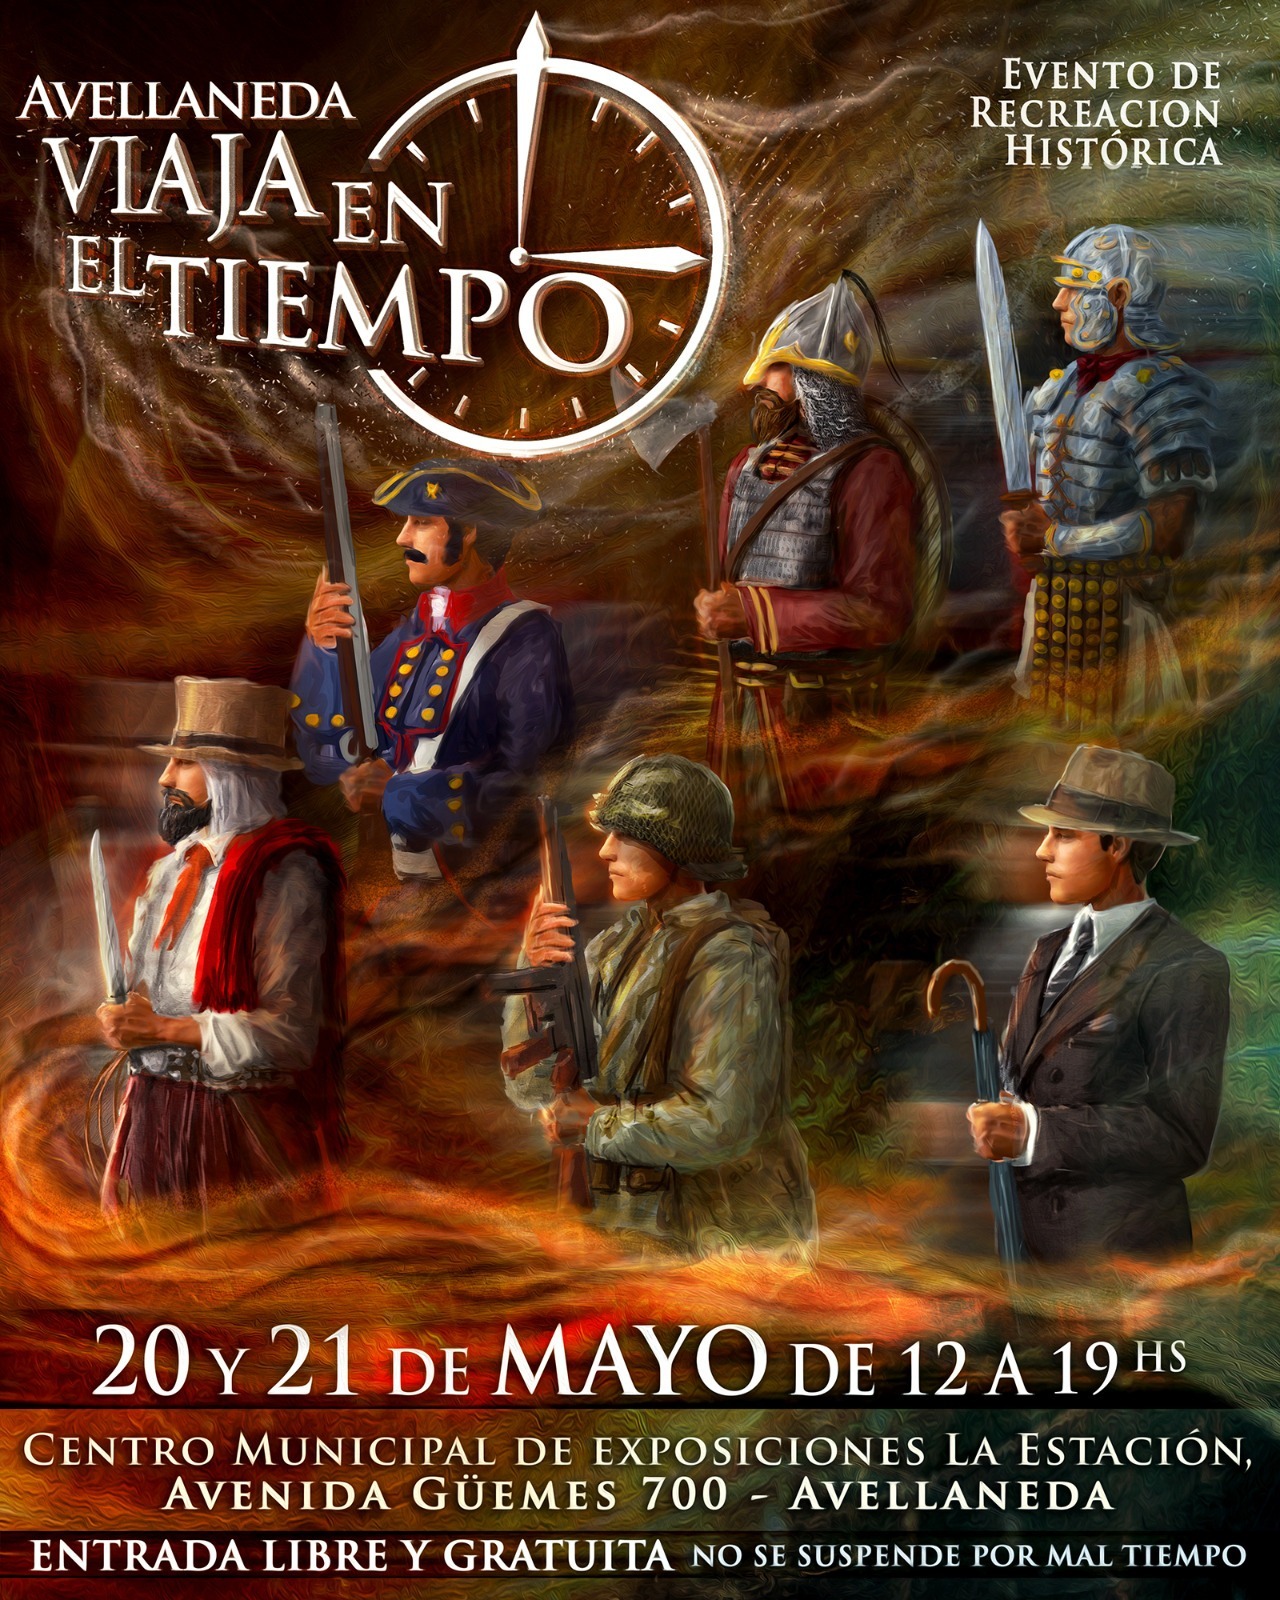 AVELLANEDA
VIAJA EN
EL TIEMPO
EVENTO DE
RECREACION
HISTÓRICA
20 Y 21 DE MAYO DE 12 A 19 HS
CENTRO MUNICIPAL DE EXPOSICIONES LA ESTACIÓN,
AVENIDA GÜEMES 700 - AVELLANEDA
ENTRADA LIBRE Y GRATUITA NO SE SUSPENDE POR MAL TIEMPO